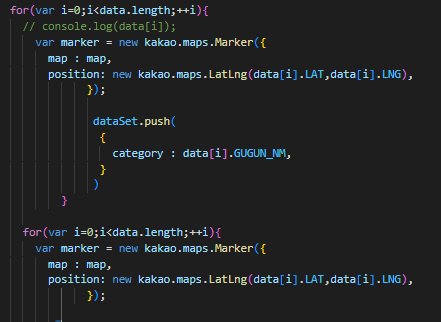 for(var i=0;i<data.length;++i){
// console.log(data[i]);
var marker = new kakao.maps.Marker({
map : map,
position: new kakao.maps.LatLng(data[i].LAT,data[i].LNG),
});
dataSet.push(
{
category : data[i].GUGUN_NM,
}
)
}
for(var i=0;i<data.length;++i){
var marker = new kakao.maps.Marker({
map : map,
position: new kakao.maps.LatLng(data[i].LAT,data[i].LNG),
});